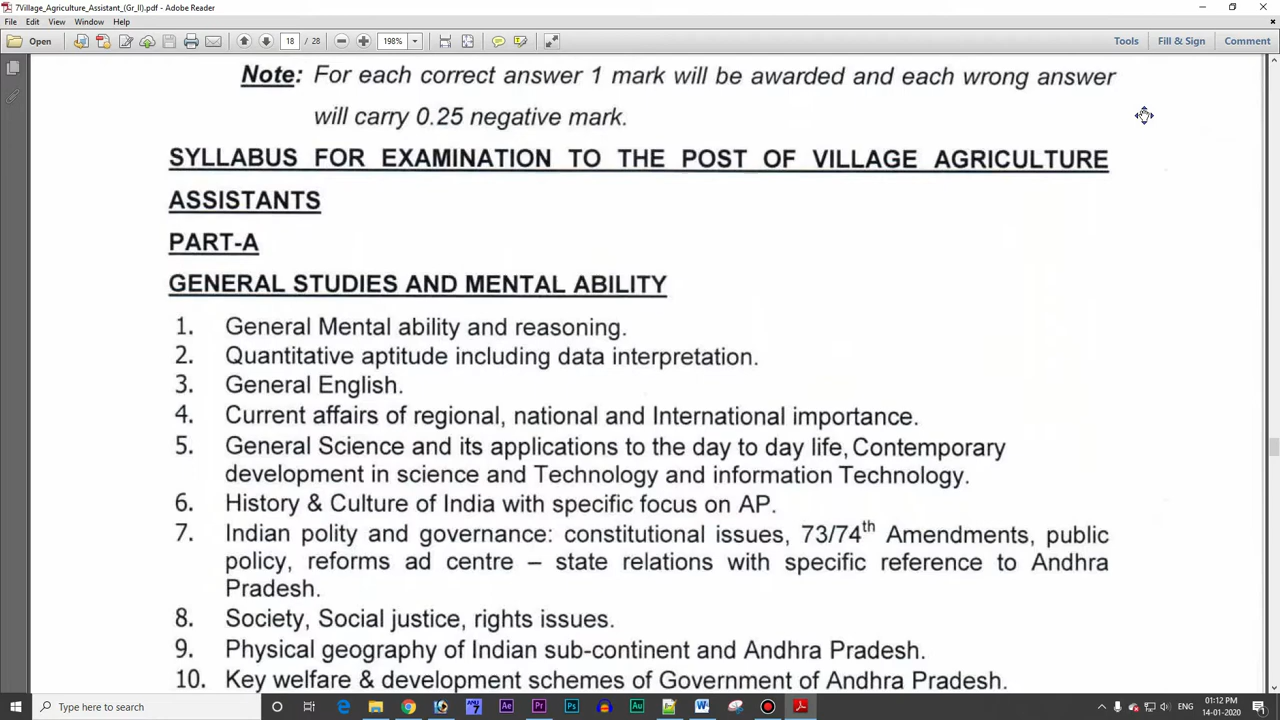 7Village_Agriculture_Assistant_(Gr_II).pdf - Adobe Reader
File Edit View Window Help
Open 18 / 28 198% Tools Fill & Sign Comment
Note: For each correct answer 1 mark will be awarded and each wrong answer
will carry 0.25 negative mark.
SYLLABUS FOR EXAMINATION TO THE POST OF VILLAGE AGRICULTURE
ASSISTANTS
PART-A
GENERAL STUDIES AND MENTAL ABILITY
1. General Mental ability and reasoning.
2. Quantitative aptitude including data interpretation.
3. General English.
4. Current affairs of regional, national and International importance.
5. General Science and its applications to the day to day life, Contemporary
development in science and Technology and information Technology.
6. History & Culture of India with specific focus on AP.
7. Indian polity and governance: constitutional issues, 73/74th Amendments, public
policy, reforms ad centre – state relations with specific reference to Andhra
Pradesh.
8. Society, Social justice, rights issues.
9. Physical geography of Indian sub-continent and Andhra Pradesh.
10. Key welfare & development schemes of Government of Andhra Pradesh.
Type here to search
Ae Pr Ps Au
01:12 PM
14-01-2020